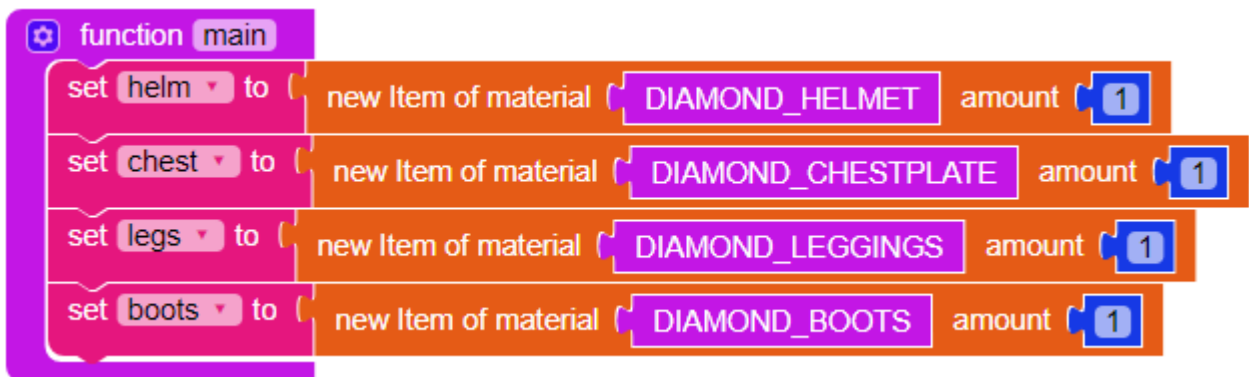 function main
set helm to new Item of material DIAMOND_HELMET amount 1
set chest to new Item of material DIAMOND_CHESTPLATE amount 1
set legs to new Item of material DIAMOND_LEGGINGS amount 1
set boots to new Item of material DIAMOND_BOOTS amount 1